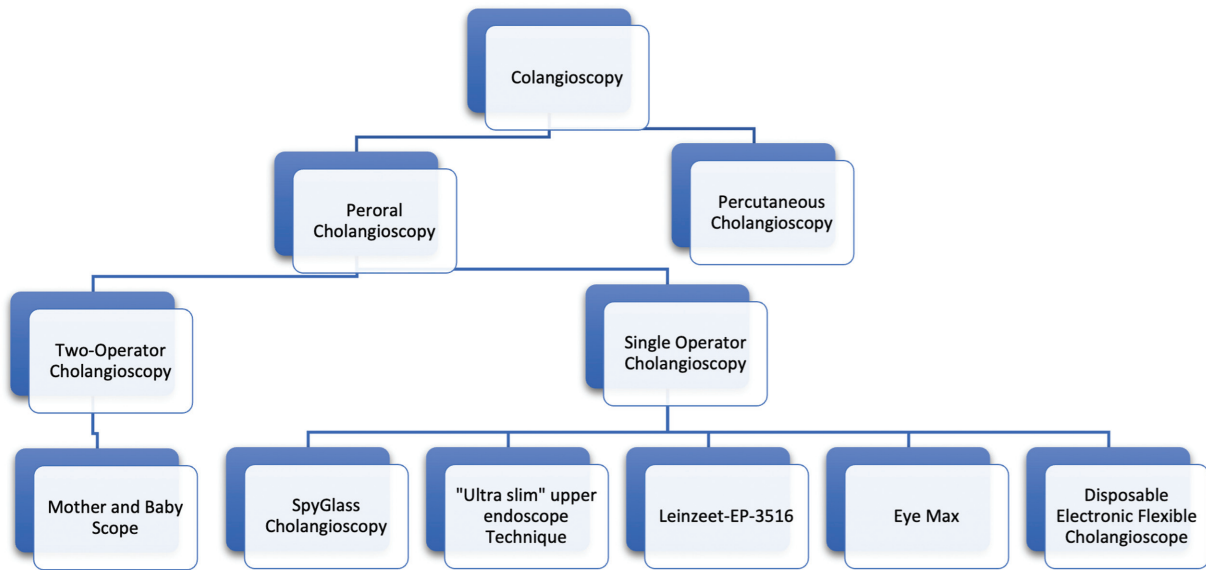 Colangioscopy
Peroral
Cholangioscopy
Percutaneous
Cholangioscopy
Two-Operator
Cholangioscopy
Single Operator
Cholangioscopy
Mother and Baby
Scope
SpyGlass
Cholangioscopy
"Ultra slim" upper
endoscope
Technique
Leinzeet-EP-3516
Eye Max
Disposable
Electronic Flexible
Cholangioscope